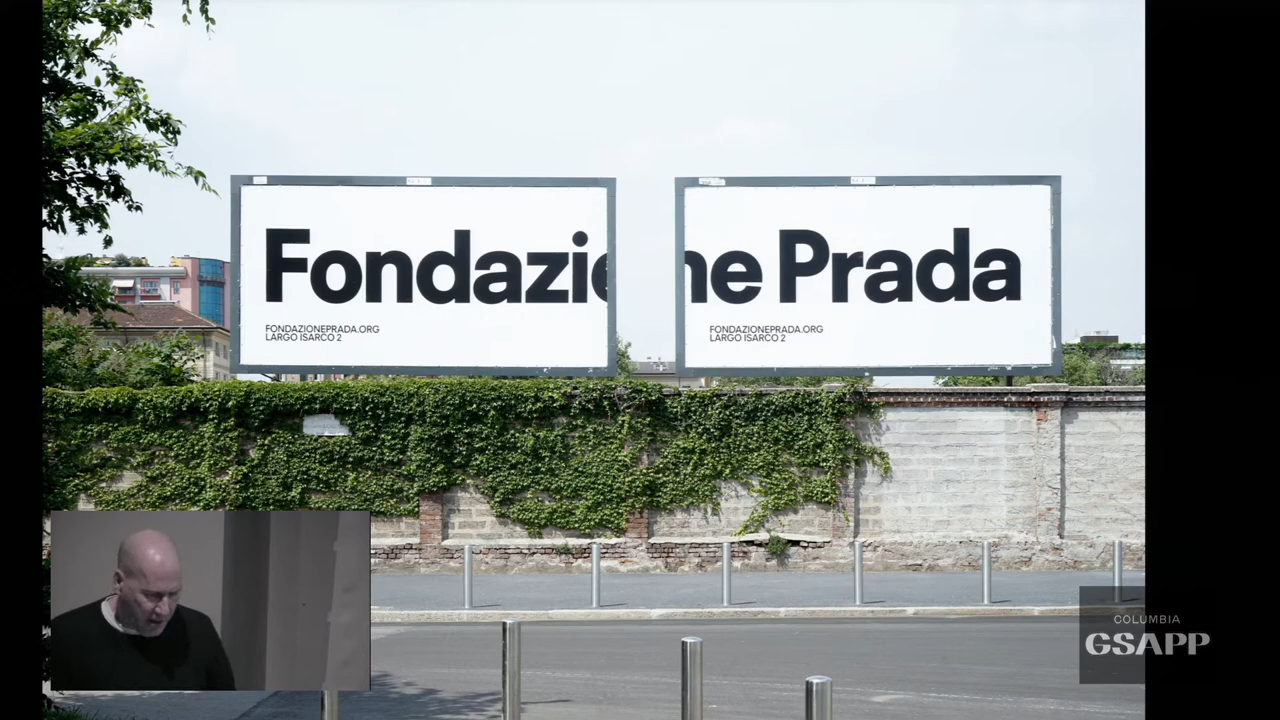 Fondazio
ne Prada
FONDAZIONEPRADA.ORG
LARGO ISARCO 2
FONDAZIONEPRADA.ORG
LARGO ISARCO 2
COLUMBIA
GSAPP